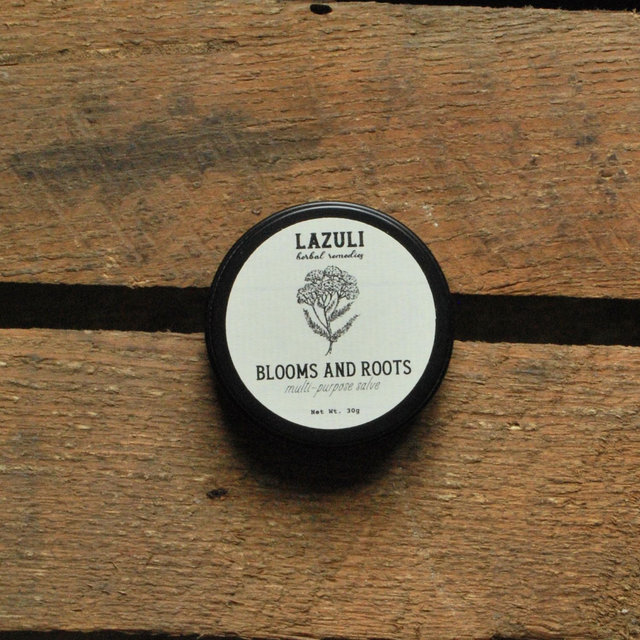 LAZULI
herbal remedies
BLOOMS AND ROOTS
multi-purpose salve
Net Wt. 30g